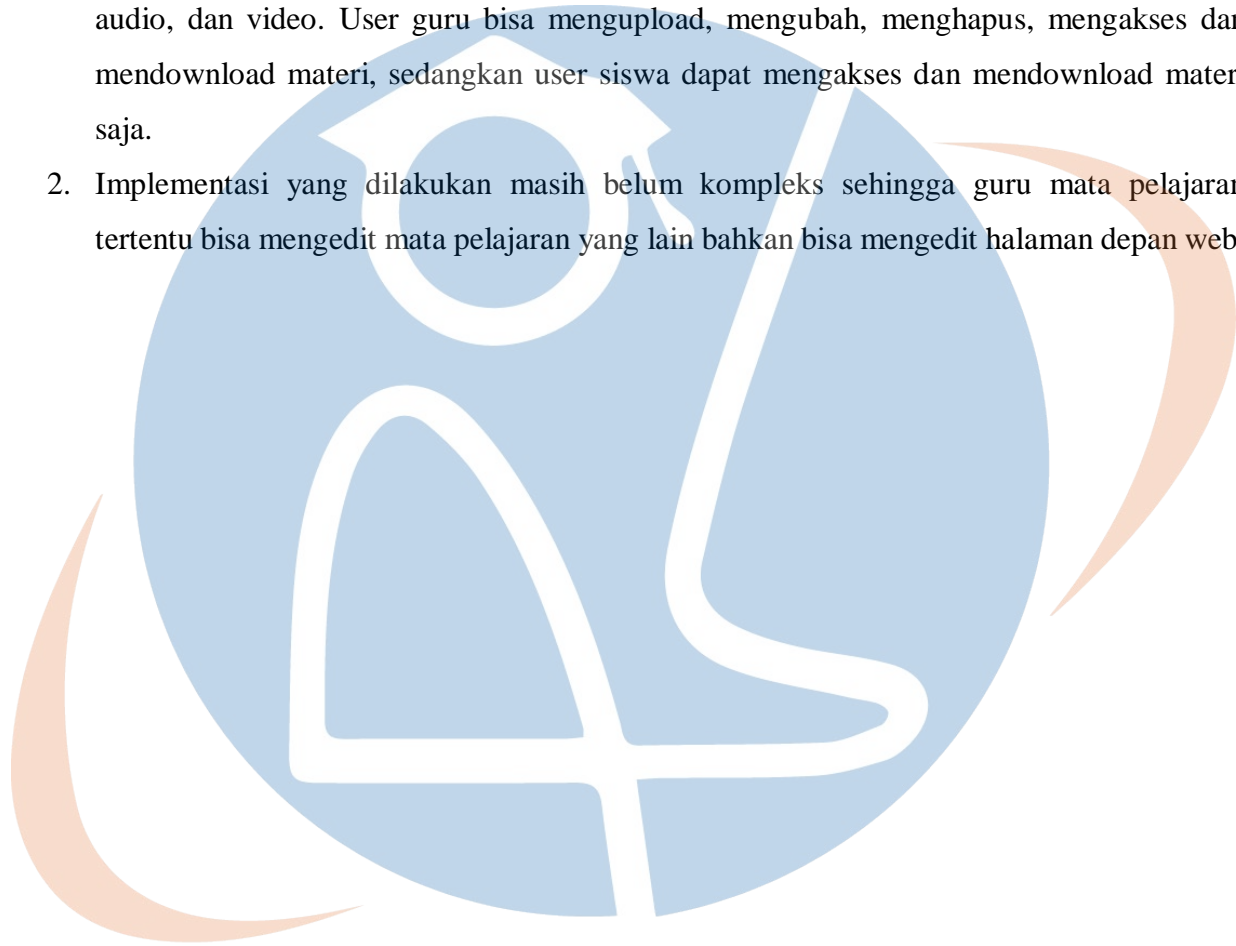 audio, dan video. User guru bisa mengupload, mengubah, menghapus, mengakses dan
mendownload materi, sedangkan user siswa dapat mengakses dan mendownload materi
saja.
2. Implementasi yang dilakukan masih belum kompleks sehingga guru mata pelajaran
tertentu bisa mengedit mata pelajaran yang lain bahkan bisa mengedit halaman depan web